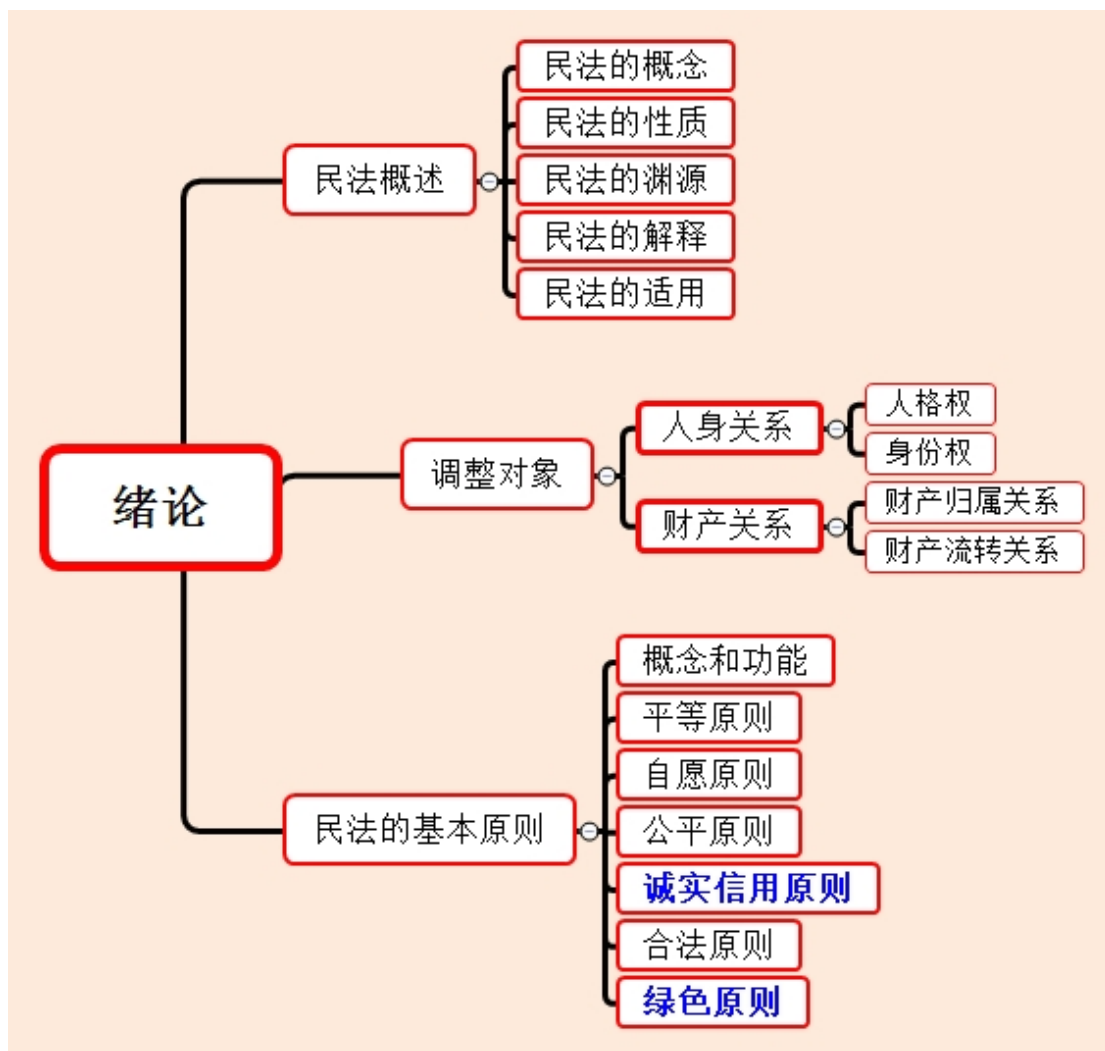 绪论
民法概述
民法的概念
民法的性质
民法的渊源
民法的解释
民法的适用
调整对象
人身关系
人格权
身份权
财产关系
财产归属关系
财产流转关系
民法的基本原则
概念和功能
平等原则
自愿原则
公平原则
诚实信用原则
合法原则
绿色原则